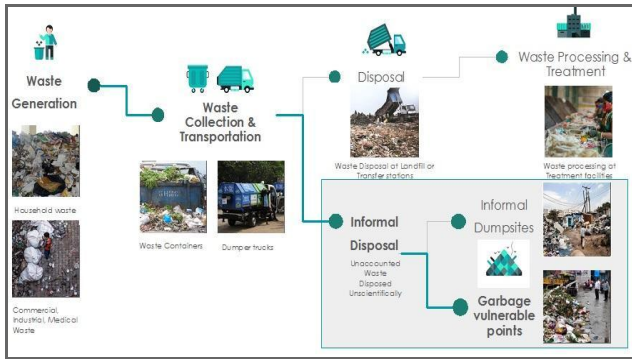 Waste
Generation
Household waste
Commercial,
Industrial, Medical
Waste
Waste
Collection &
Transportation
Waste Containers
Dumper trucks
Disposal
Waste Disposal at Landfill or
Transfer stations
Waste Processing &
Treatment
Waste processing at
Treatment facilities
Informal
Disposal
Unaccounted
Waste
Disposed
Unscientifically
Informal
Dumpsites
Garbage
vulnerable
points